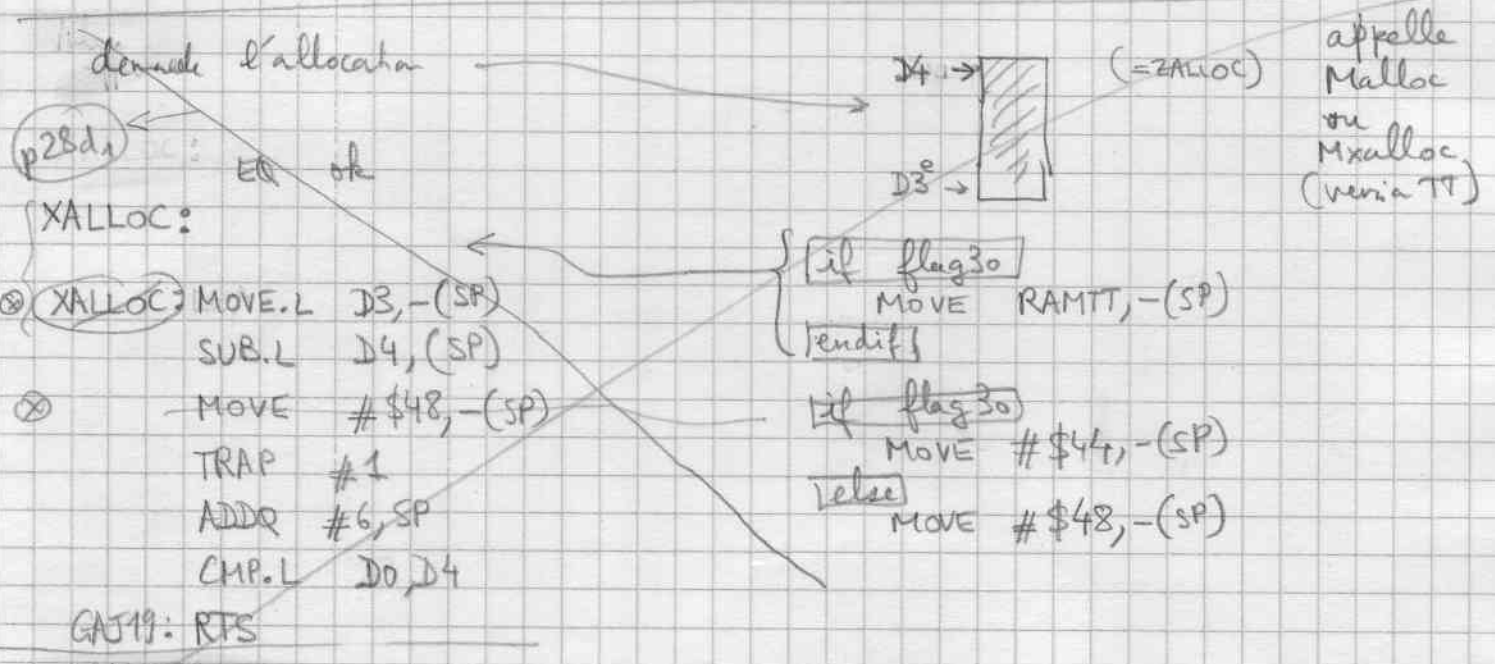 demande l'allocation
D4 →
(=ZALLOC)
appelle
Malloc
ou
Mxalloc
(version TT)
p28d1
EQ ok
D3e →
XALLOC:
if flag30
MOVE RAMTT,-(SP)
endif
XALLOC: MOVE.L D3,-(SP)
SUB.L D4,(SP)
MOVE #$48,-(SP)
if flag30
MOVE #$44,-(SP)
else
MOVE #$48,-(SP)
TRAP #1
ADDQ #6,SP
CMP.L D0,D4
GAJ19: RTS